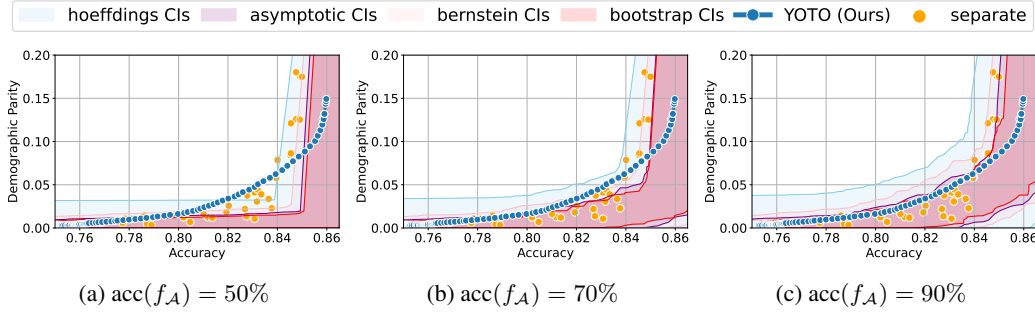 hoeffdings CIs asymptotic CIs bernstein CIs bootstrap CIs YOTO (Ours) separate
Demographic Parity
0.20
0.15
0.10
0.05
0.00
0.76 0.78 0.80 0.82 0.84 0.86
Accuracy
Demographic Parity
0.20
0.15
0.10
0.05
0.00
0.76 0.78 0.80 0.82 0.84 0.86
Accuracy
Demographic Parity
0.20
0.15
0.10
0.05
0.00
0.76 0.78 0.80 0.82 0.84 0.86
Accuracy
(a) acc(f_𝒜) = 50%
(b) acc(f_𝒜) = 70%
(c) acc(f_𝒜) = 90%